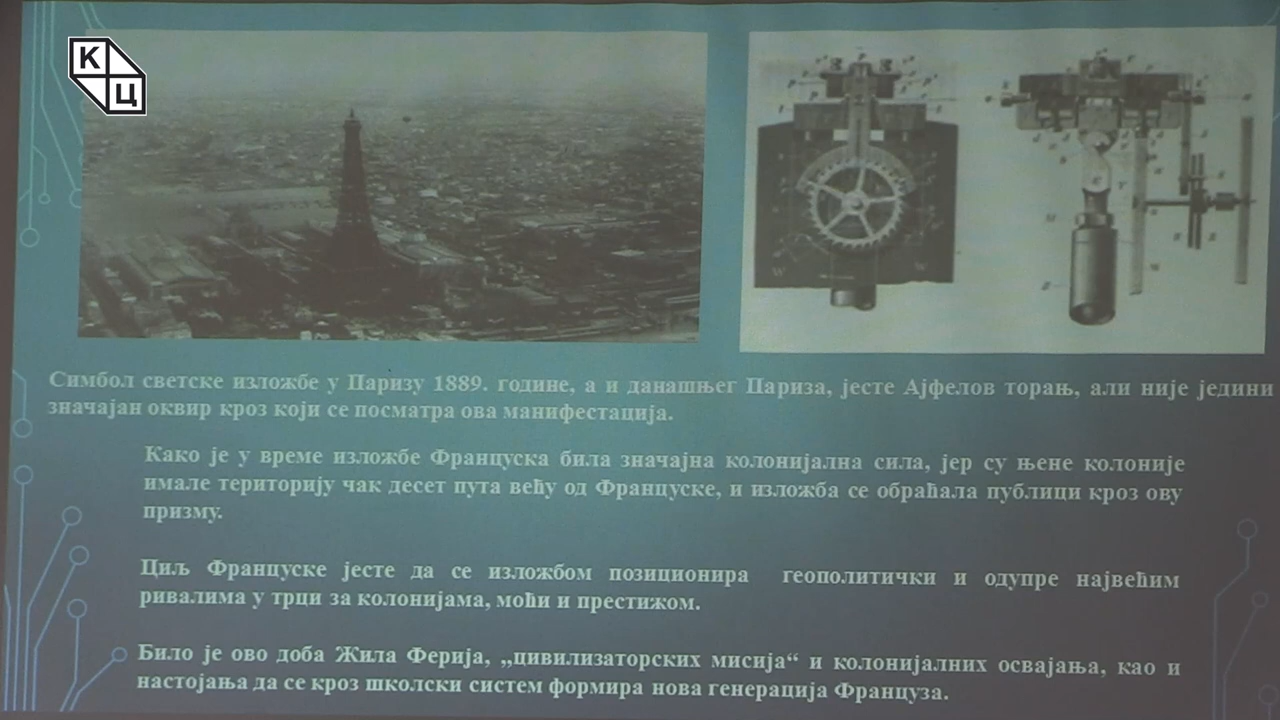 К
Ц
Симбол светске изложбе у Паризу 1889. године, а и данашњег Париза, јесте Ајфелов торањ, али није једини
значајан оквир кроз који се посматра ова манифестација.
Како је у време изложбе Француска била значајна колонијална сила, јер су њене колоније
имале територију чак десет пута већу од Француске, и изложба се обраћала публици кроз ову
призму.
Циљ Француске јесте да се изложбом позиционира геополитички и одупре највећим
ривалима у трци за колонијама, моћи и престижом.
Било је ово доба Жила Ферија, „цивилизаторских мисија“ и колонијалних освајања, као и
настојања да се кроз школски систем формира нова генерација Француза.